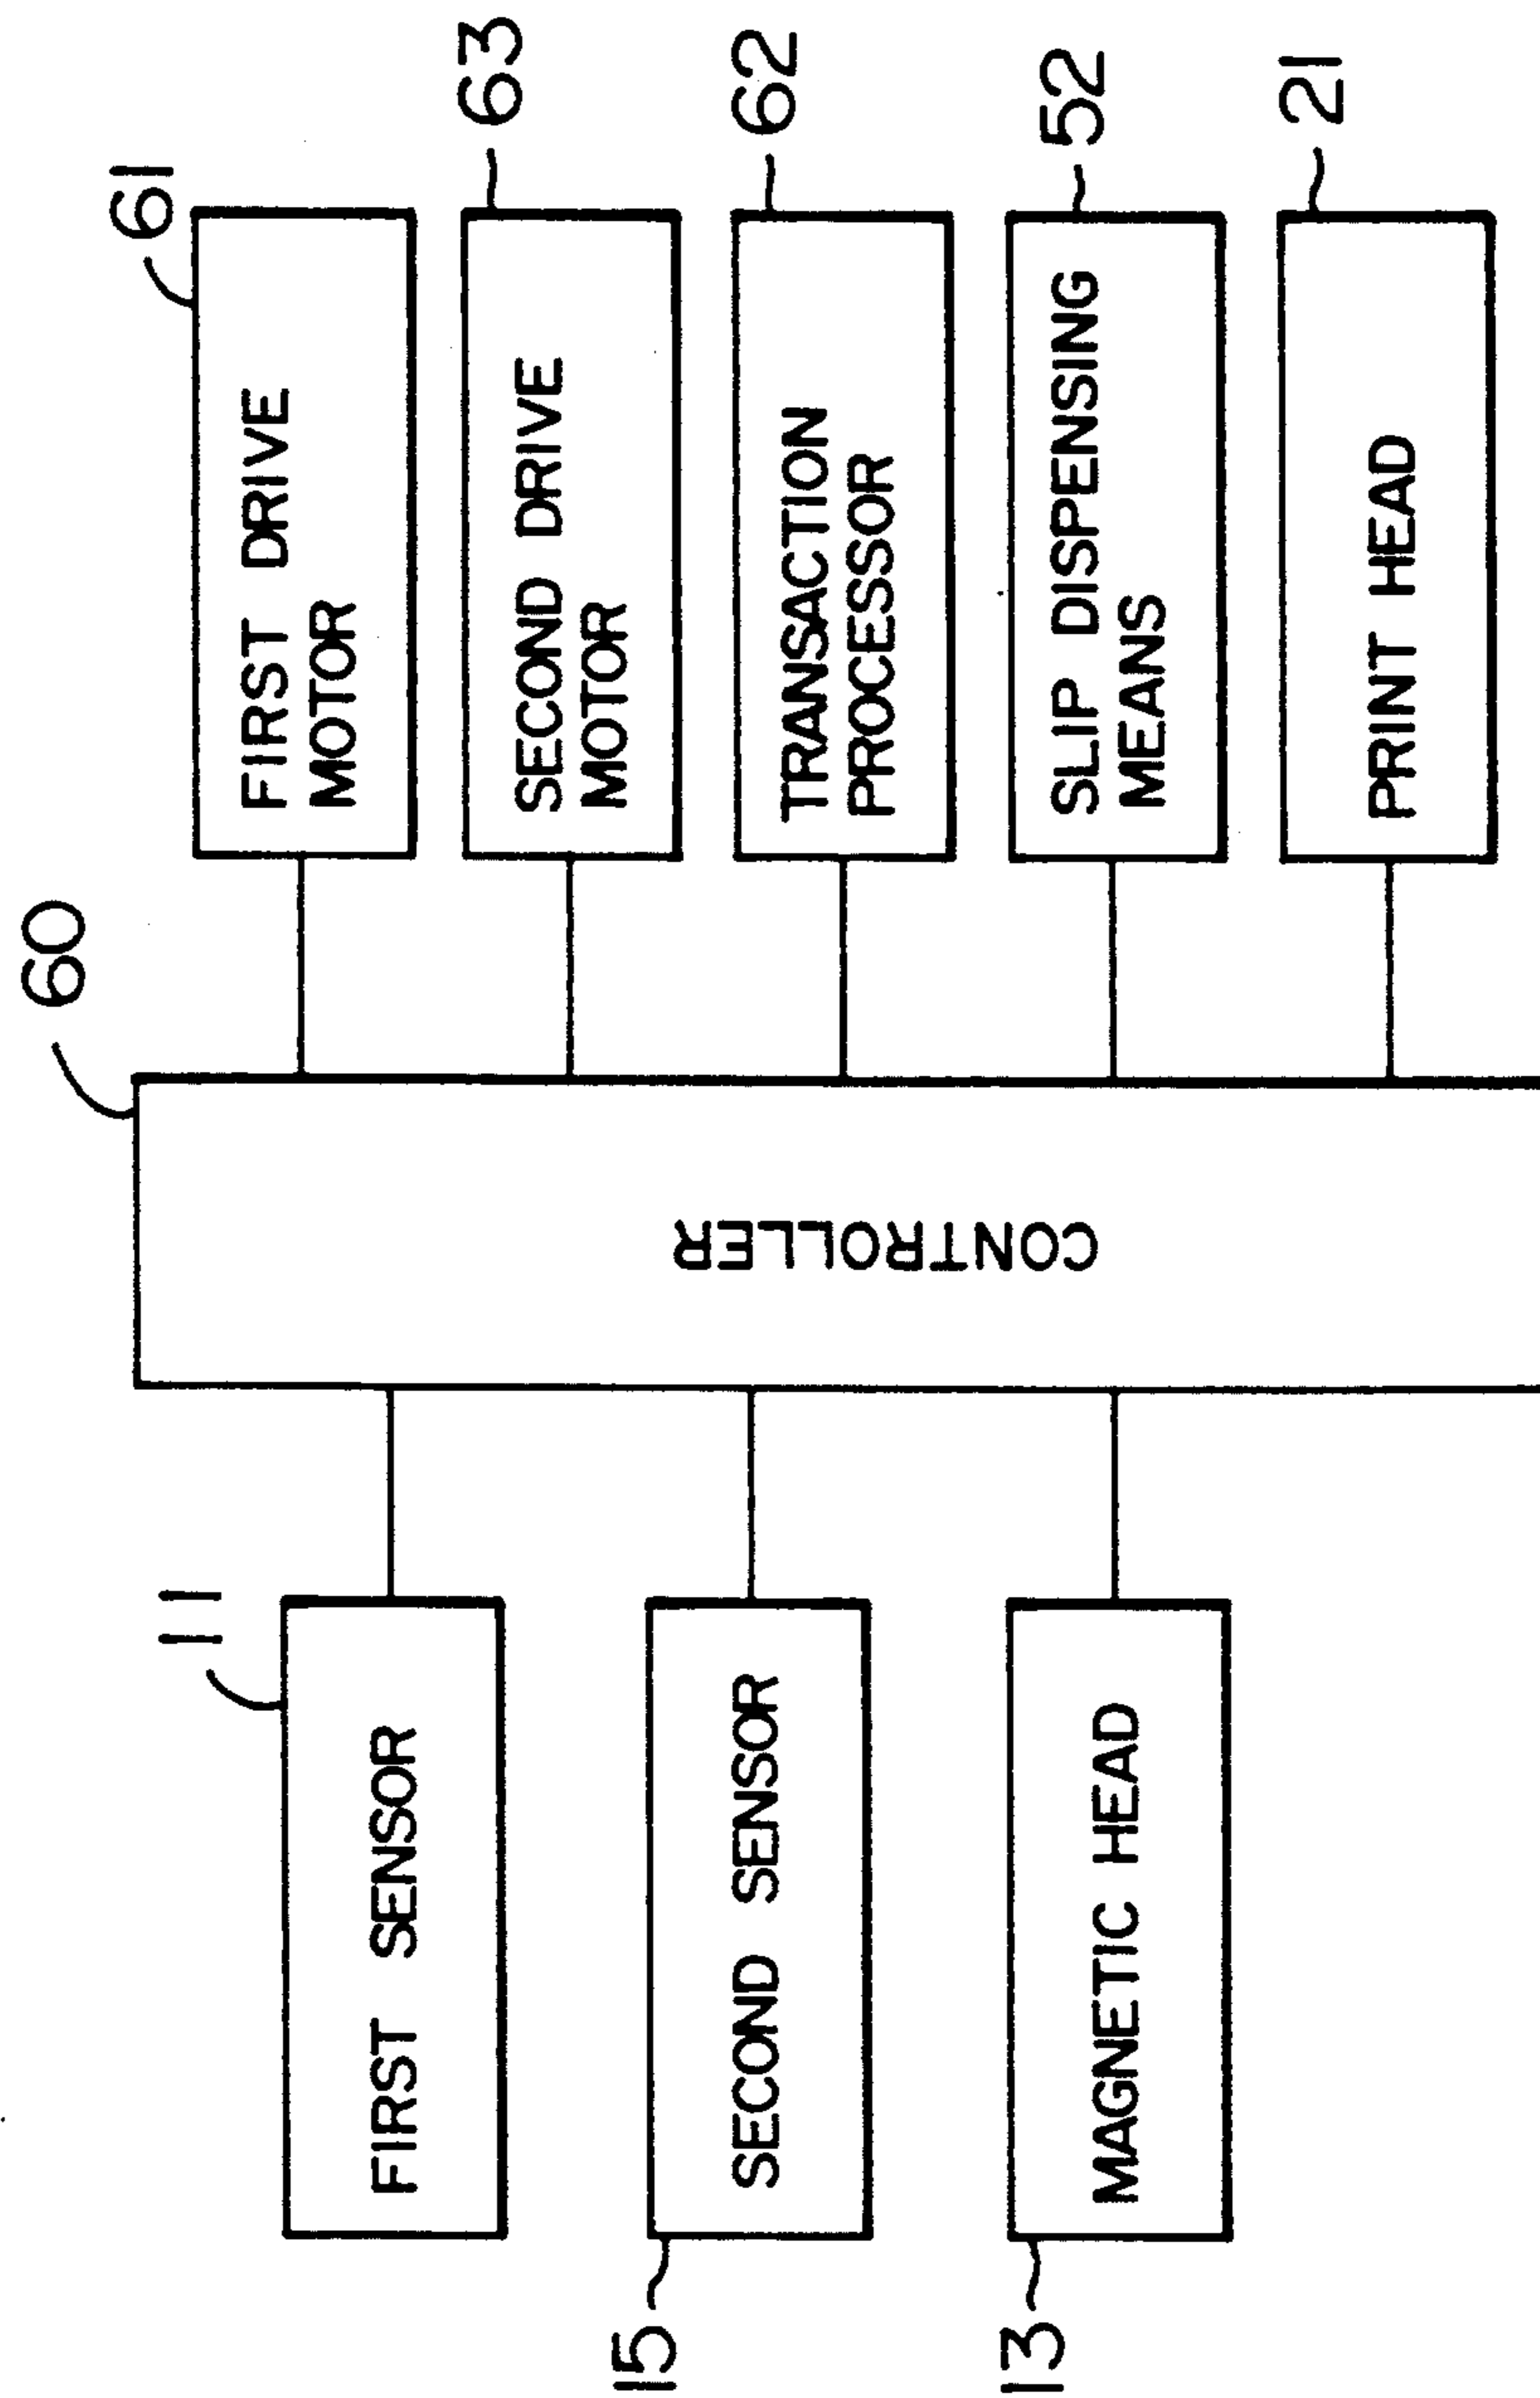 60
11
FIRST SENSOR
15
SECOND SENSOR
13
MAGNETIC HEAD
CONTROLLER
61
FIRST DRIVE
MOTOR
63
SECOND DRIVE
MOTOR
62
TRANSACTION
PROCESSOR
52
SLIP DISPENSING
MEANS
21
PRINT HEAD